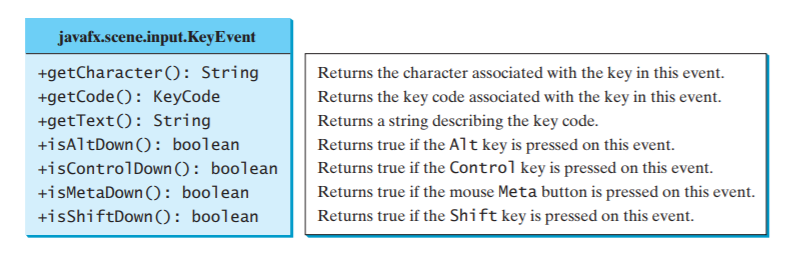 javafx.scene.input.KeyEvent
+getCharacter(): String
Returns the character associated with the key in this event.
+getCode(): KeyCode
Returns the key code associated with the key in this event.
+getText(): String
Returns a string describing the key code.
+isAltDown(): boolean
Returns true if the Alt key is pressed on this event.
+isControlDown(): boolean
Returns true if the Control key is pressed on this event.
+isMetaDown(): boolean
Returns true if the mouse Meta button is pressed on this event.
+isShiftDown(): boolean
Returns true if the Shift key is pressed on this event.